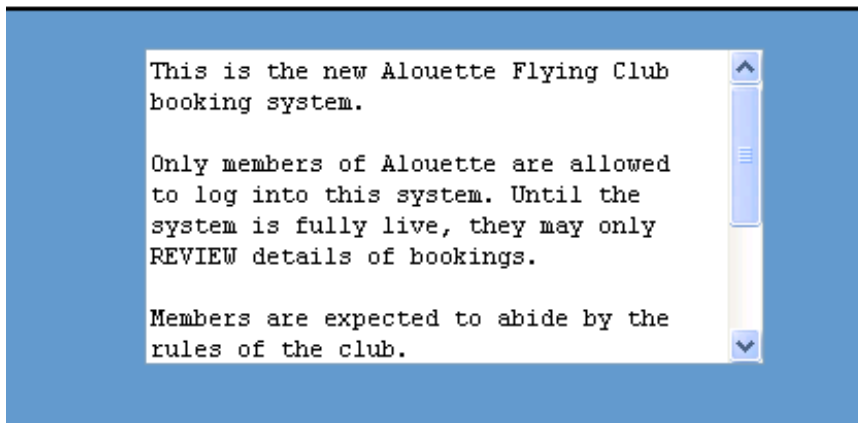 This is the new Alouette Flying Club
booking system.
Only members of Alouette are allowed
to log into this system. Until the
system is fully live, they may only
REVIEW details of bookings.
Members are expected to abide by the
rules of the club.